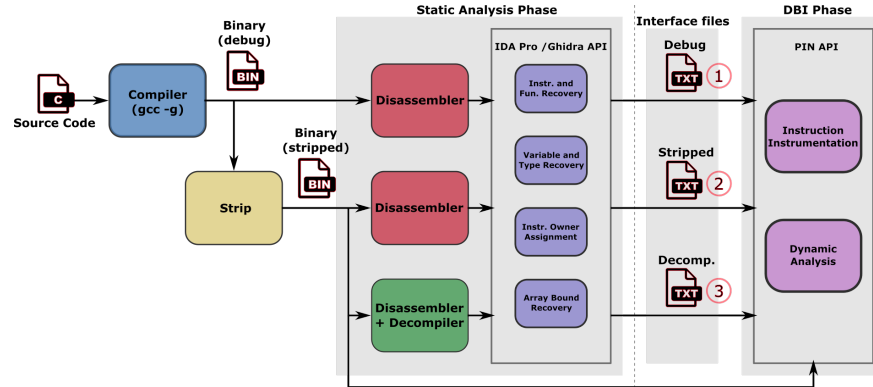 Static Analysis Phase
Interface files
DBI Phase
Binary
(debug)
BIN
C
Source Code
Compiler
(gcc -g)
Binary
(stripped)
BIN
Strip
Disassembler
Disassembler
Disassembler
+ Decompiler
IDA Pro /Ghidra API
Instr. and
Fun. Recovery
Variable and
Type Recovery
Instr. Owner
Assignment
Array Bound
Recovery
Debug
TXT 1
Stripped
TXT 2
Decomp.
TXT 3
PIN API
Instruction
Instrumentation
Dynamic
Analysis